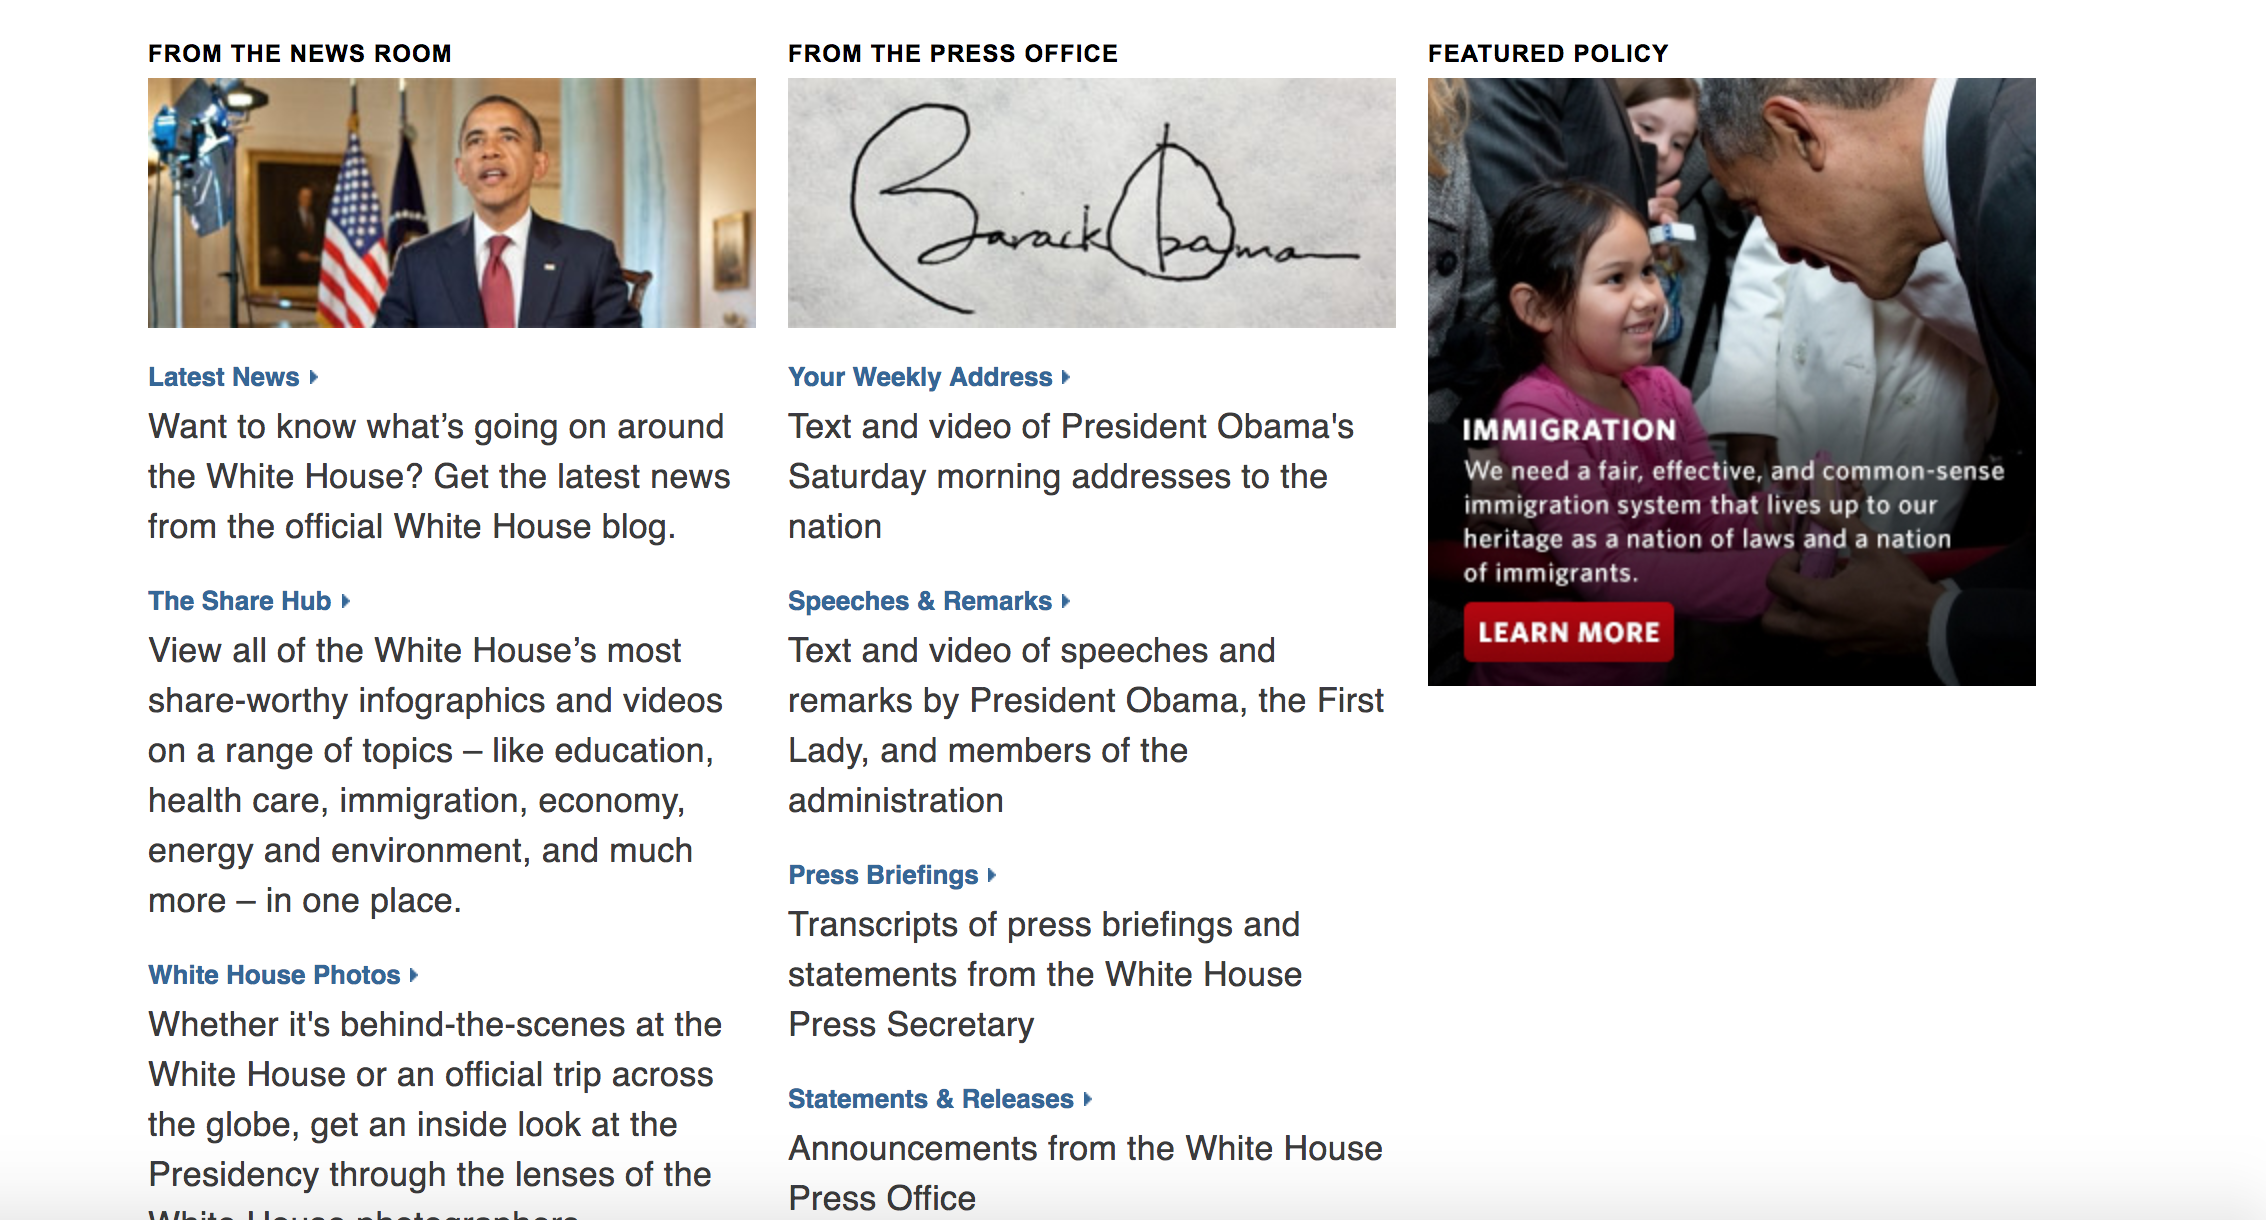 FROM THE NEWS ROOM
Latest News
Want to know what’s going on around
the White House? Get the latest news
from the official White House blog.
The Share Hub
View all of the White House’s most
share-worthy infographics and videos
on a range of topics – like education,
health care, immigration, economy,
energy and environment, and much
more – in one place.
White House Photos
Whether it's behind-the-scenes at the
White House or an official trip across
the globe, get an inside look at the
Presidency through the lenses of the
White House photographers
FROM THE PRESS OFFICE
Barack Obama
Your Weekly Address
Text and video of President Obama's
Saturday morning addresses to the
nation
Speeches & Remarks
Text and video of speeches and
remarks by President Obama, the First
Lady, and members of the
administration
Press Briefings
Transcripts of press briefings and
statements from the White House
Press Secretary
Statements & Releases
Announcements from the White House
Press Office
FEATURED POLICY
IMMIGRATION
We need a fair, effective, and common-sense
immigration system that lives up to our
heritage as a nation of laws and a nation
of immigrants.
LEARN MORE